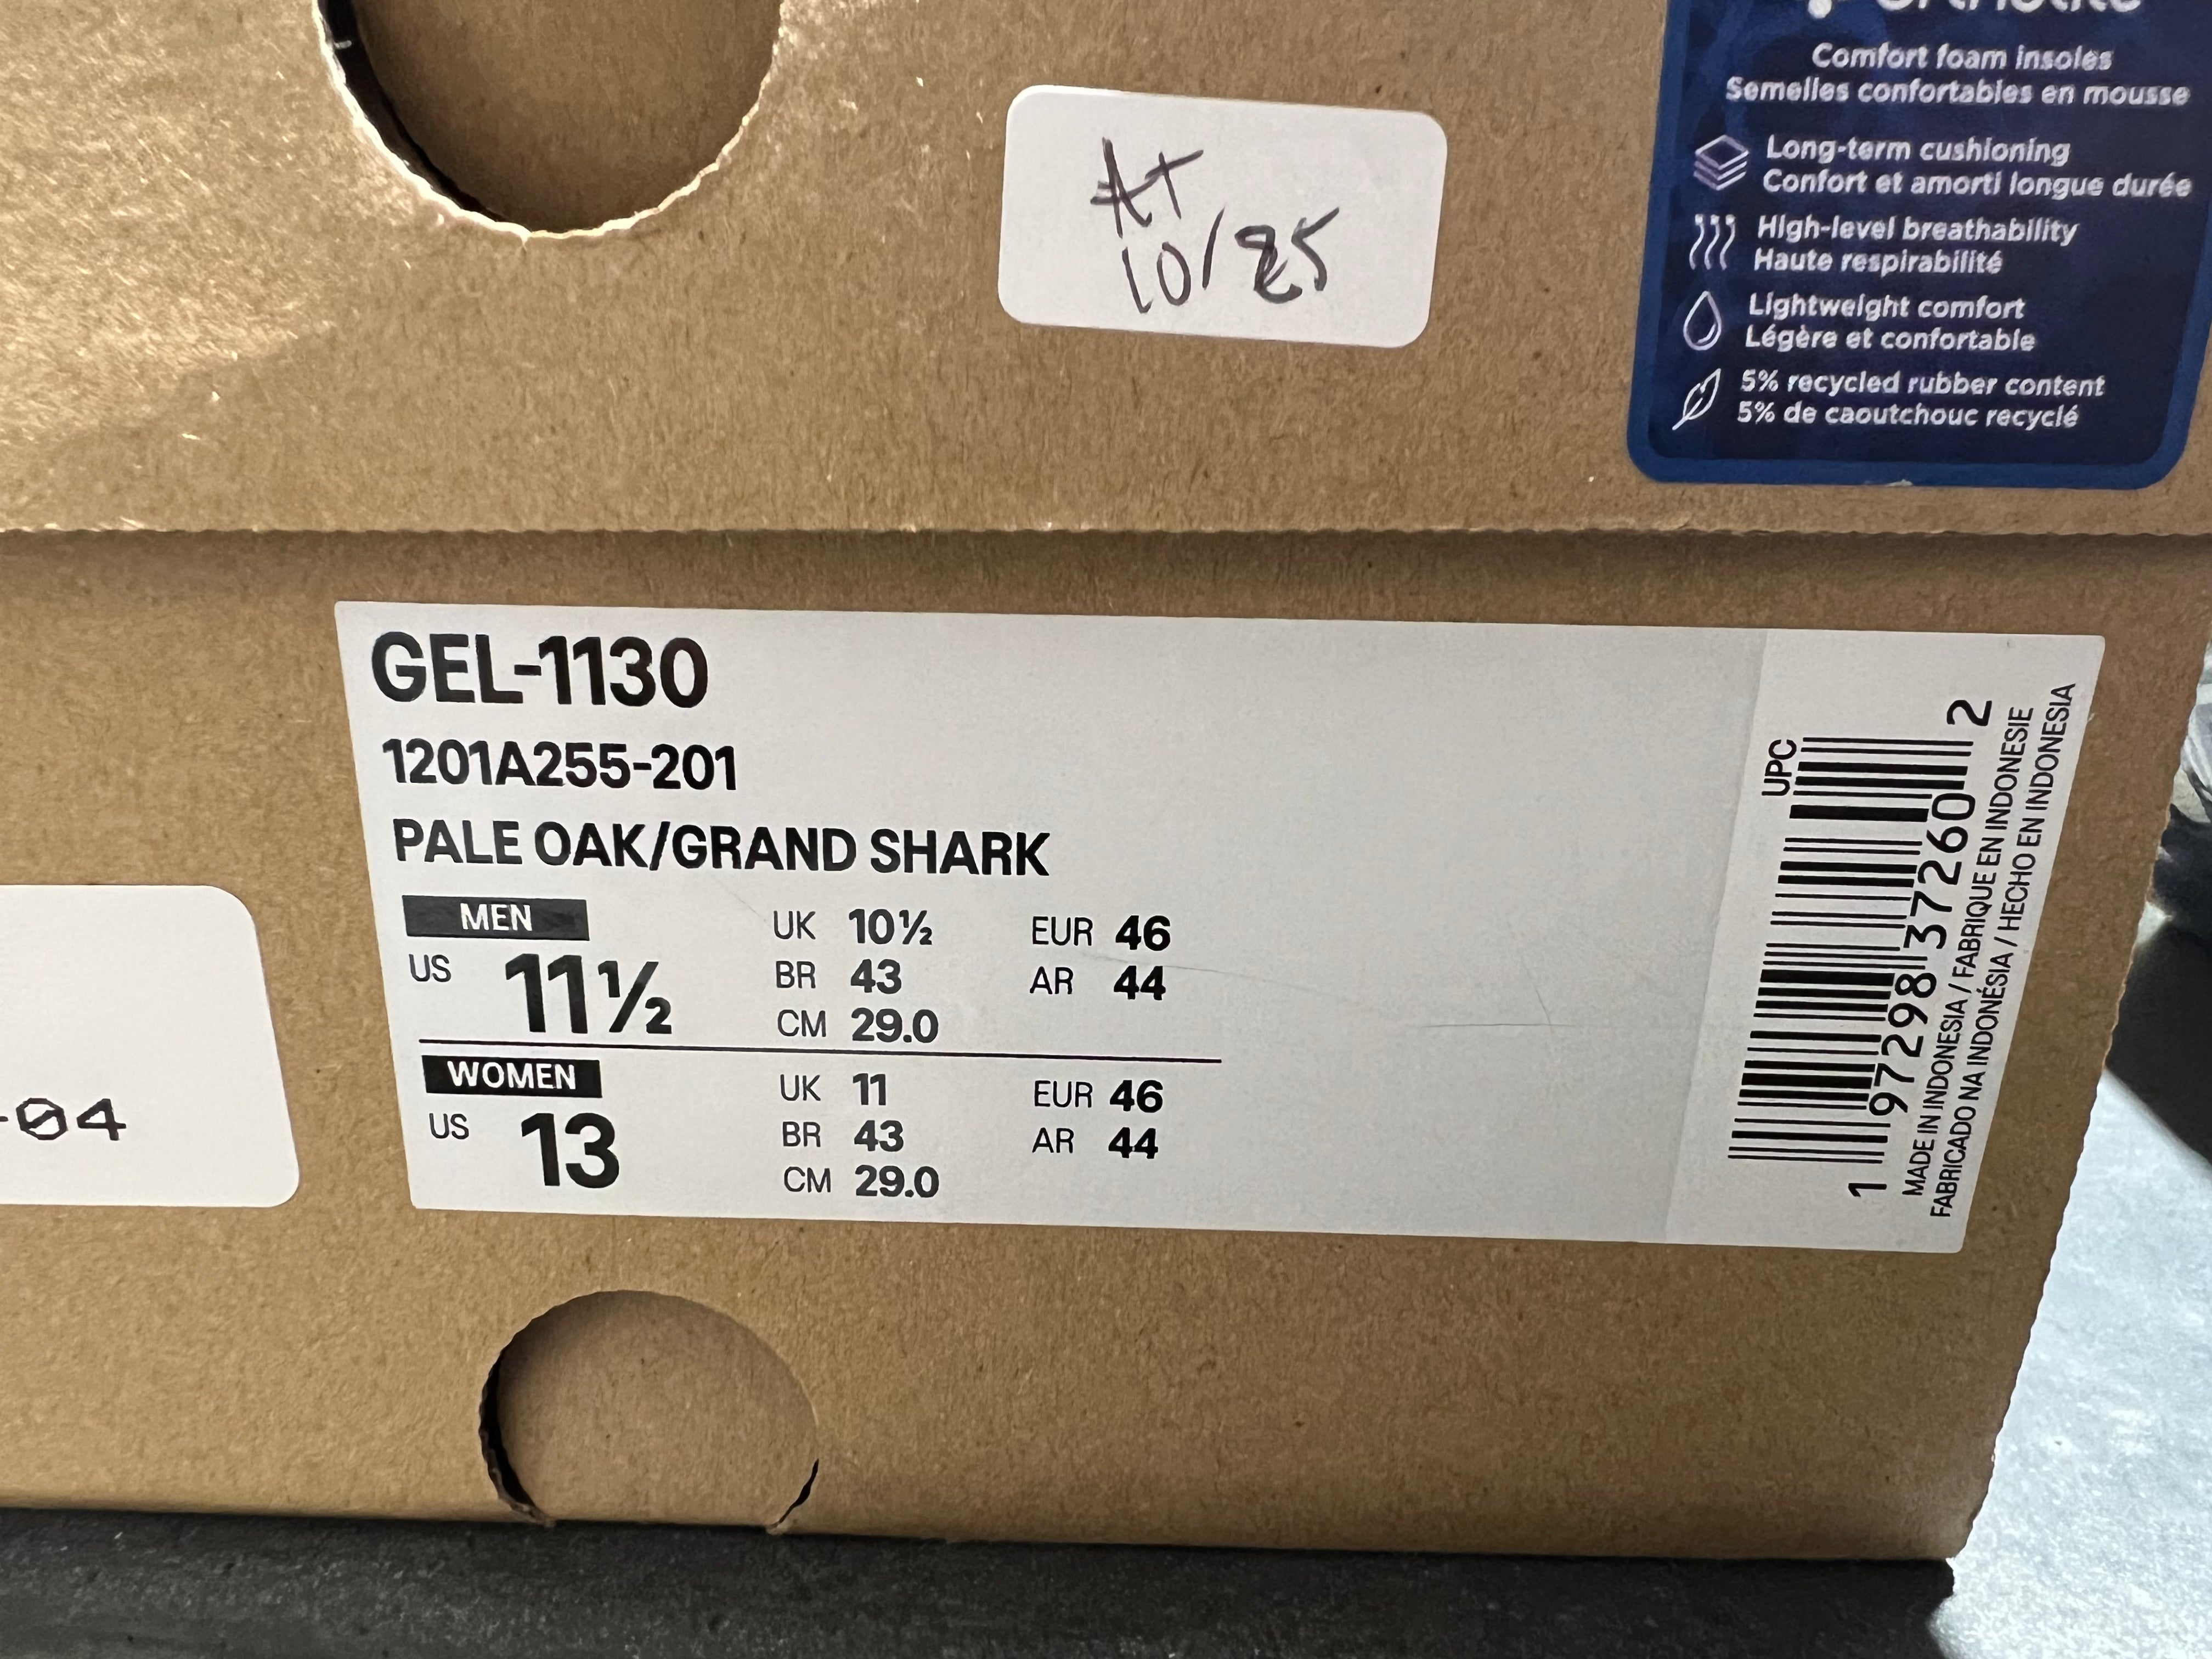 Comfort foam insoles
Semelles confortables en mousse
Long-term cushioning
Confort et amorti longue durée
High-level breathability
Haute respirabilité
Lightweight comfort
Légère et confortable
5% recycled rubber content
5% de caoutchouc recyclé
10/25
GEL-1130
1201A255-201
PALE OAK/GRAND SHARK
MEN
US 11½
UK 10½ EUR 46
BR 43 AR 44
CM 29.0
WOMEN
US 13
UK 11 EUR 46
BR 43 AR 44
CM 29.0
UPC
1 97298 37260 2
MADE IN INDONESIA / FABRIQUE EN INDONESIE
FABRICADO NA INDONÉSIA / HECHO EN INDONESIA
-04